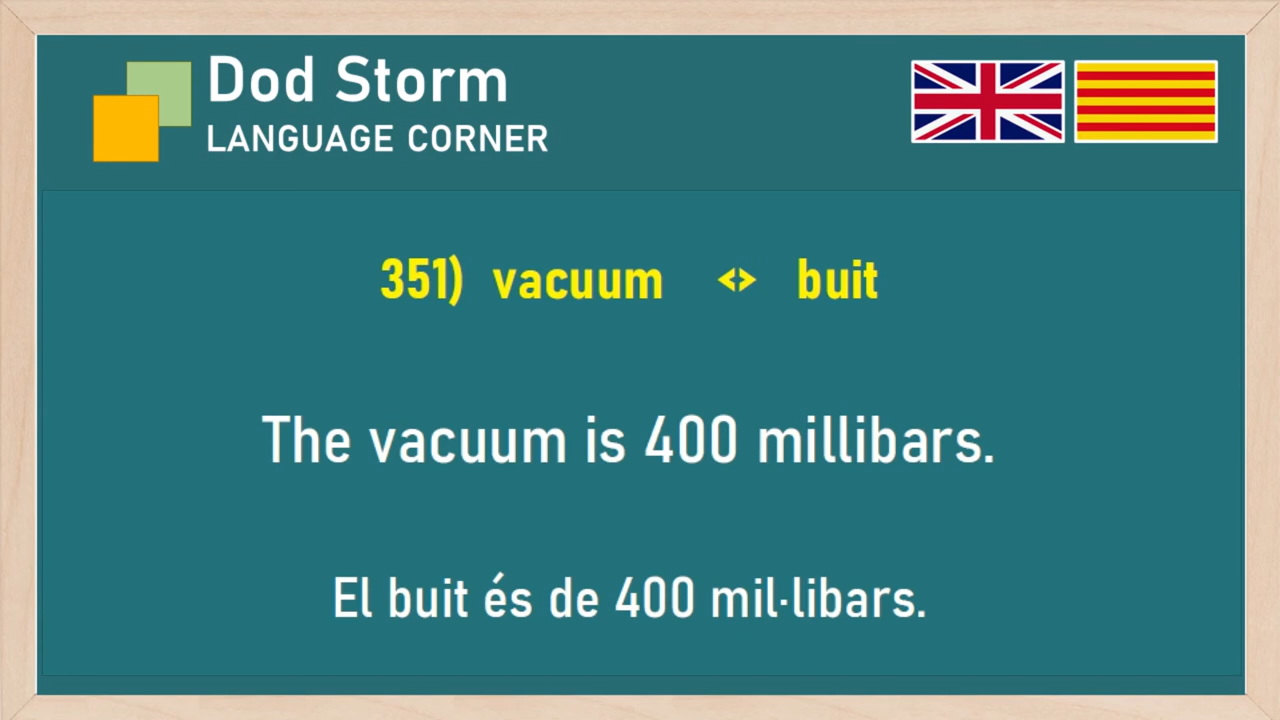 Dod Storm
LANGUAGE CORNER
351) vacuum <> buit
The vacuum is 400 millibars.
El buit és de 400 mil·libars.